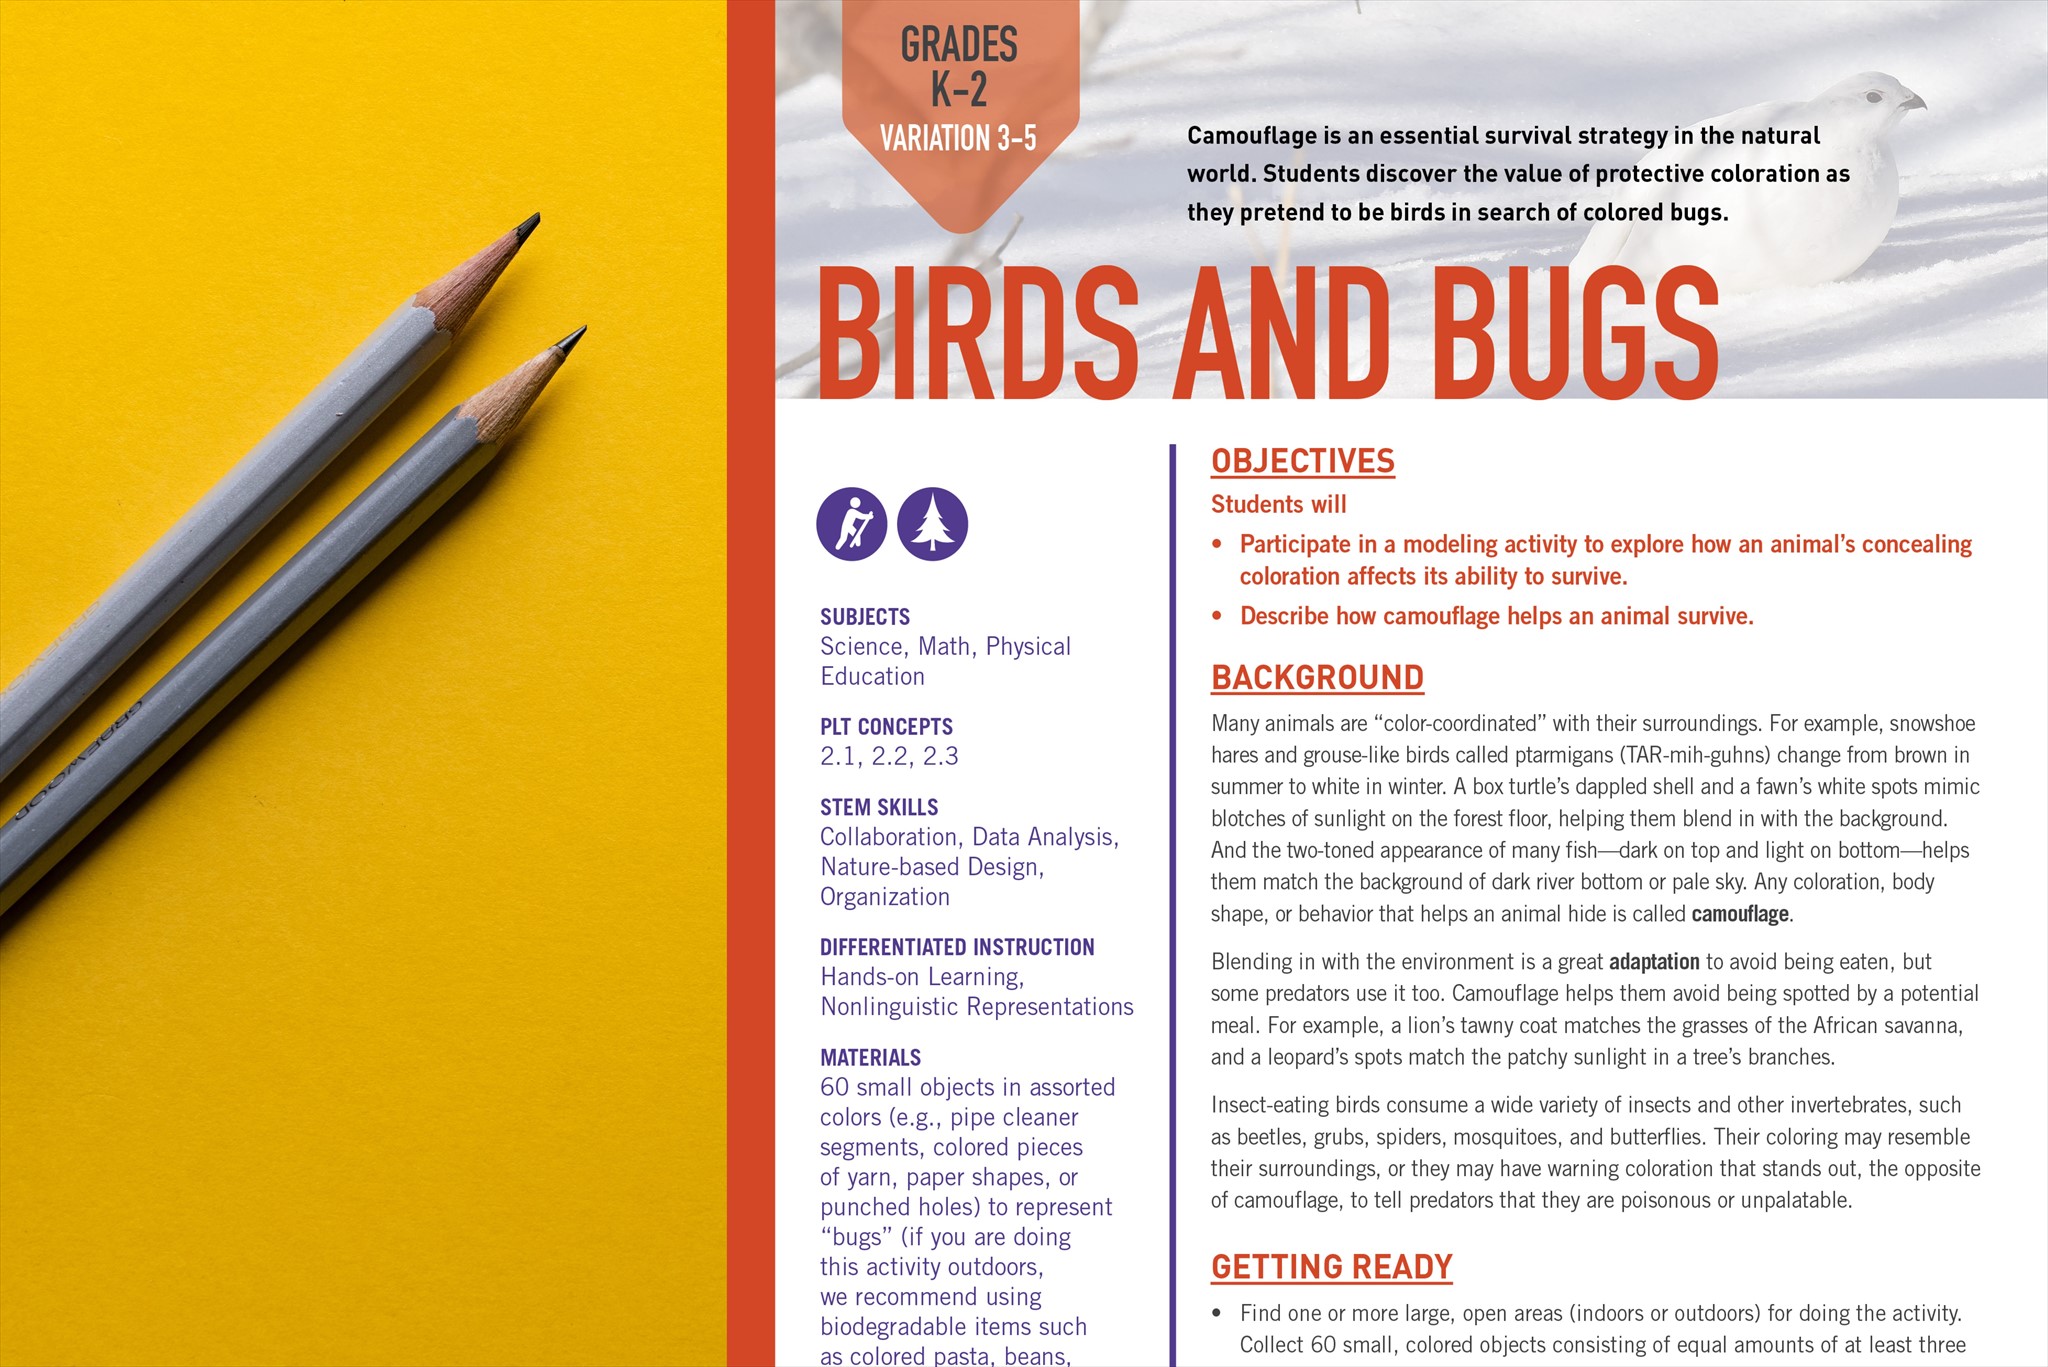 GRADES
K–2
VARIATION 3–5
Camouflage is an essential survival strategy in the natural
world. Students discover the value of protective coloration as
they pretend to be birds in search of colored bugs.
BIRDS AND BUGS
SUBJECTS
Science, Math, Physical
Education
PLT CONCEPTS
2.1, 2.2, 2.3
STEM SKILLS
Collaboration, Data Analysis,
Nature-based Design,
Organization
DIFFERENTIATED INSTRUCTION
Hands-on Learning,
Nonlinguistic Representations
MATERIALS
60 small objects in assorted
colors (e.g., pipe cleaner
segments, colored pieces
of yarn, paper shapes, or
punched holes) to represent
“bugs” (if you are doing
this activity outdoors,
we recommend using
biodegradable items such
as colored pasta, beans,
OBJECTIVES
Students will
• Participate in a modeling activity to explore how an animal’s concealing
coloration affects its ability to survive.
• Describe how camouflage helps an animal survive.
BACKGROUND
Many animals are “color-coordinated” with their surroundings. For example, snowshoe
hares and grouse-like birds called ptarmigans (TAR-mih-guhns) change from brown in
summer to white in winter. A box turtle’s dappled shell and a fawn’s white spots mimic
blotches of sunlight on the forest floor, helping them blend in with the background.
And the two-toned appearance of many fish—dark on top and light on bottom—helps
them match the background of dark river bottom or pale sky. Any coloration, body
shape, or behavior that helps an animal hide is called camouflage.
Blending in with the environment is a great adaptation to avoid being eaten, but
some predators use it too. Camouflage helps them avoid being spotted by a potential
meal. For example, a lion’s tawny coat matches the grasses of the African savanna,
and a leopard’s spots match the patchy sunlight in a tree’s branches.
Insect-eating birds consume a wide variety of insects and other invertebrates, such
as beetles, grubs, spiders, mosquitoes, and butterflies. Their coloring may resemble
their surroundings, or they may have warning coloration that stands out, the opposite
of camouflage, to tell predators that they are poisonous or unpalatable.
GETTING READY
• Find one or more large, open areas (indoors or outdoors) for doing the activity.
Collect 60 small, colored objects consisting of equal amounts of at least three